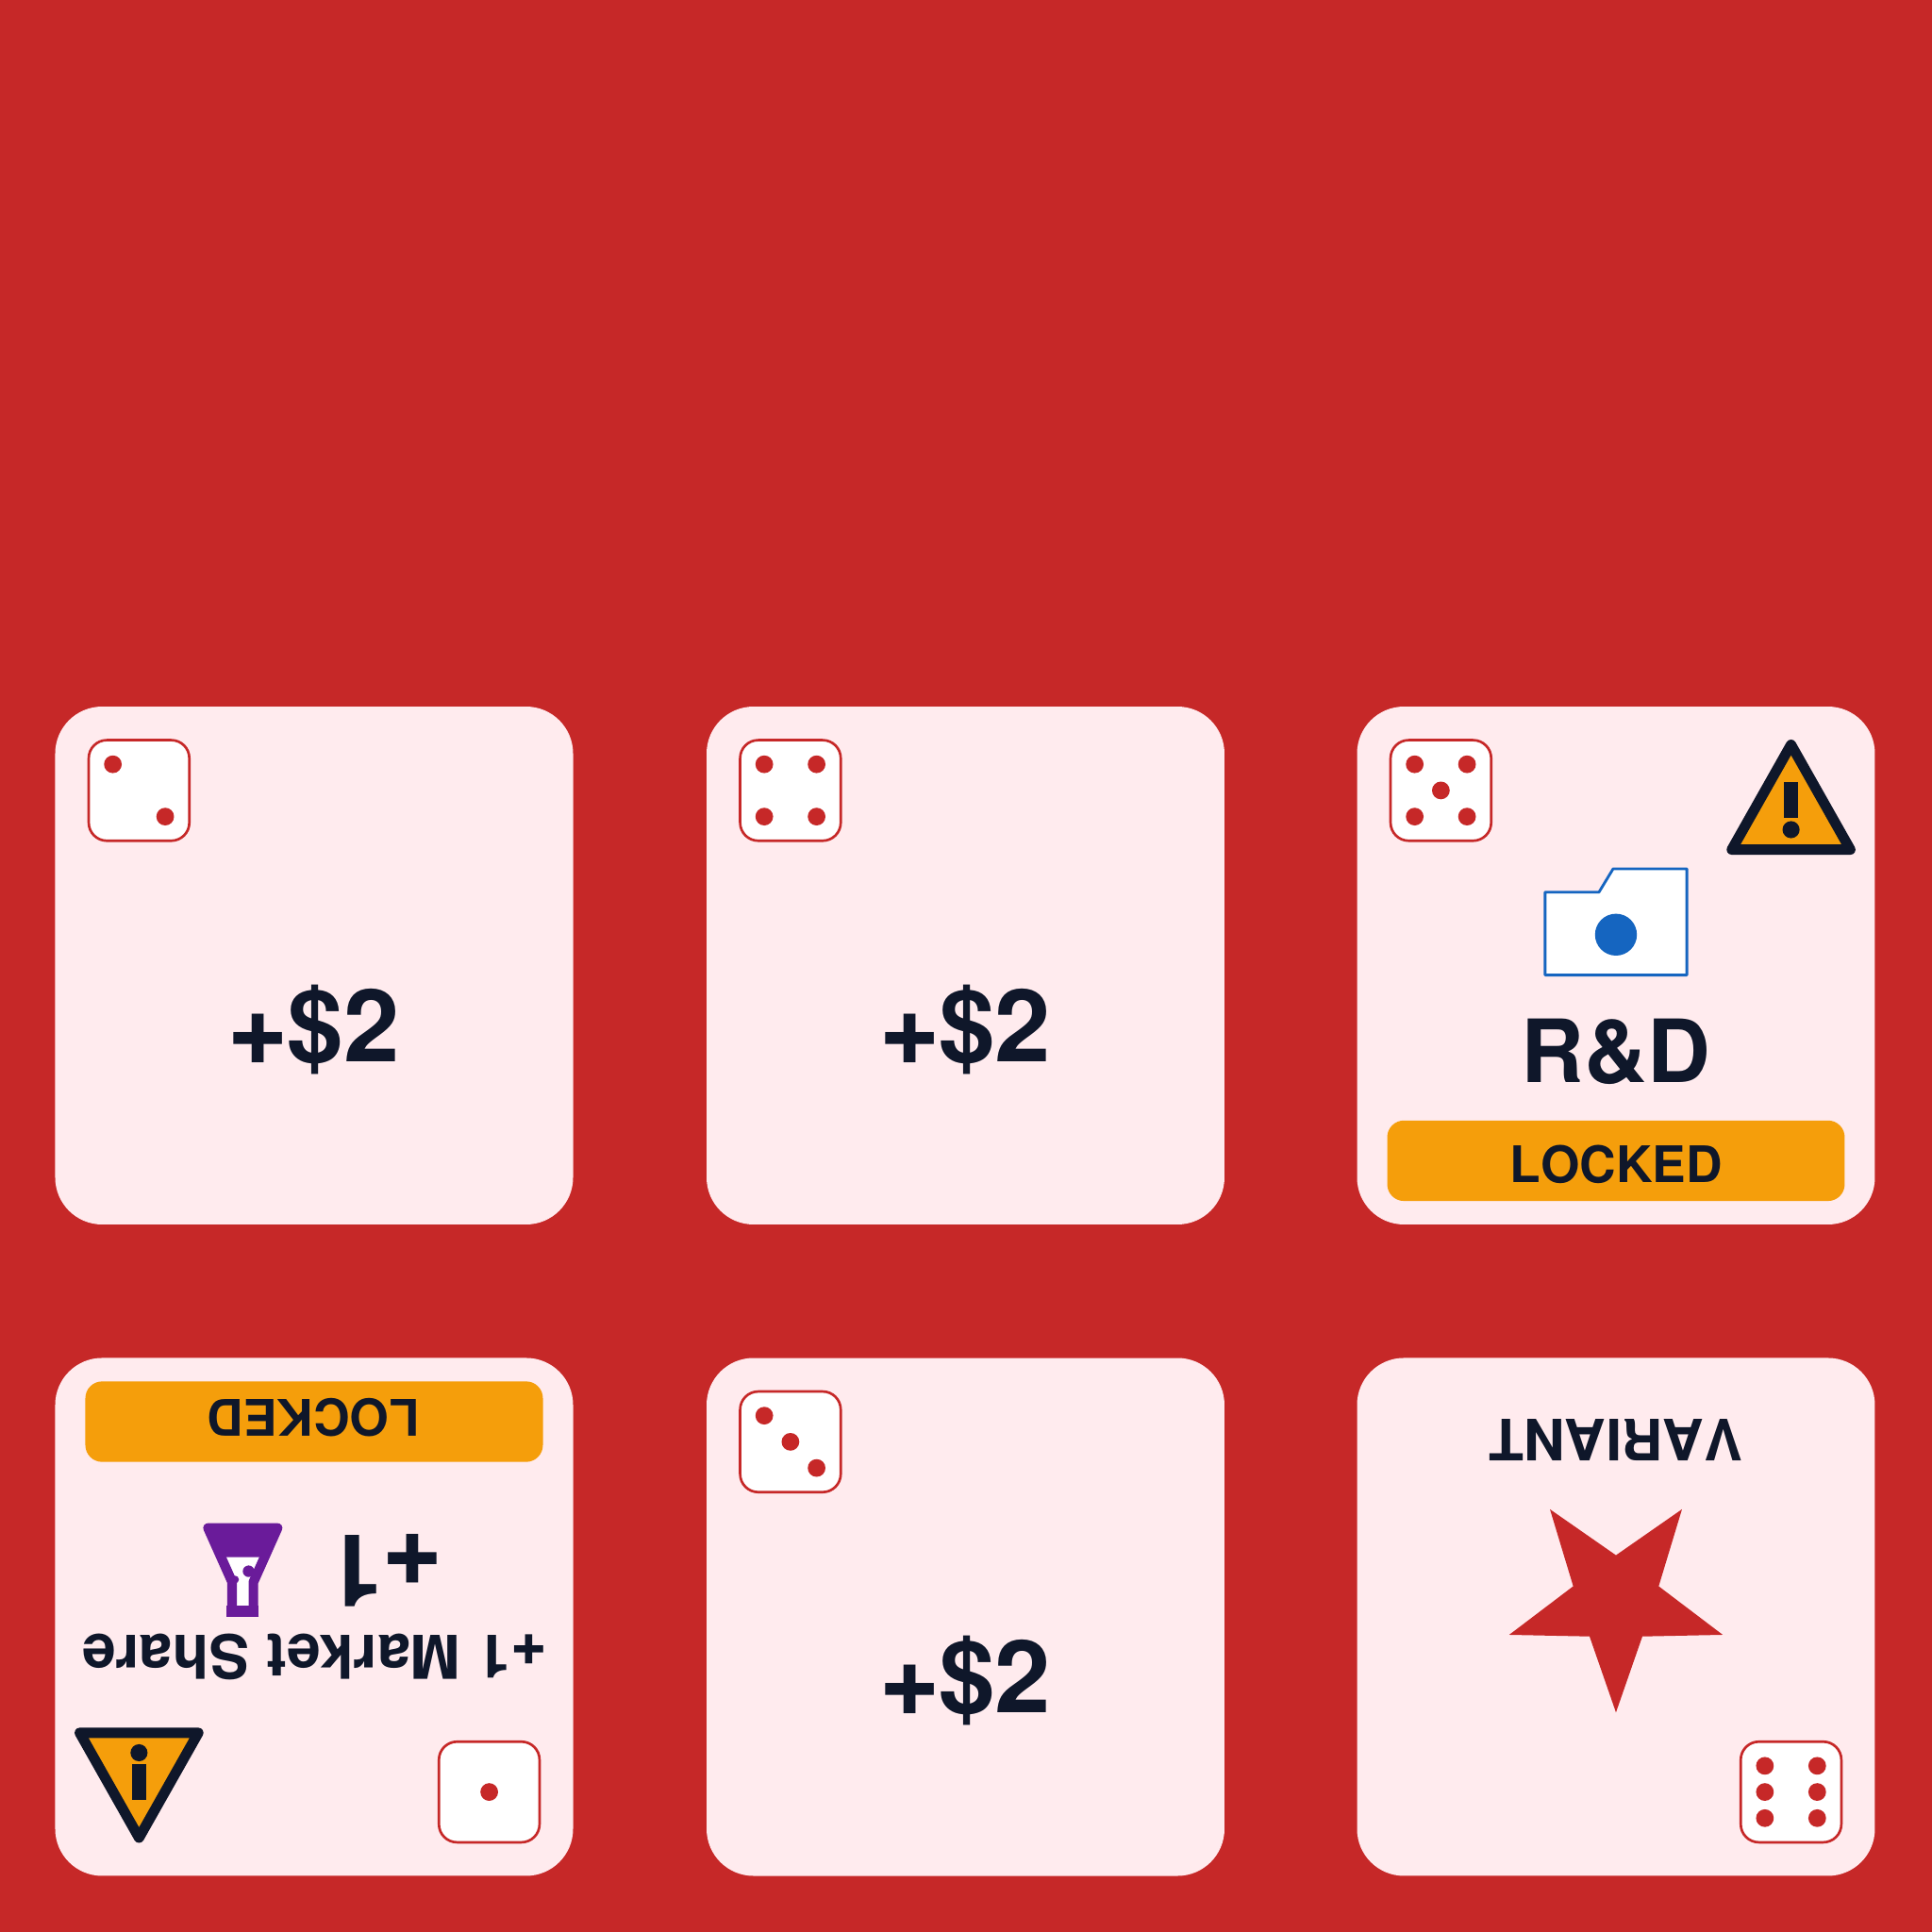 +$2
+$2
R&D
LOCKED
+1 Market Share
+1
LOCKED
+$2
VARIANT